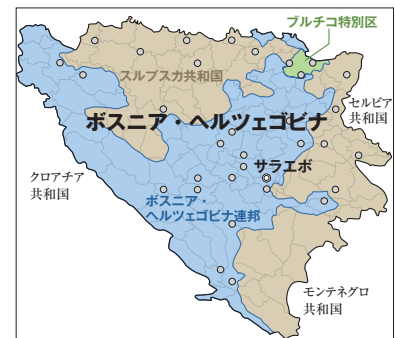 ブルチコ特別区
スルプスカ共和国
ボスニア・ヘルツェゴビナ
セルビア
共和国
サラエボ
クロアチア
共和国
ボスニア・
ヘルツェゴビナ連邦
モンテネグロ
共和国